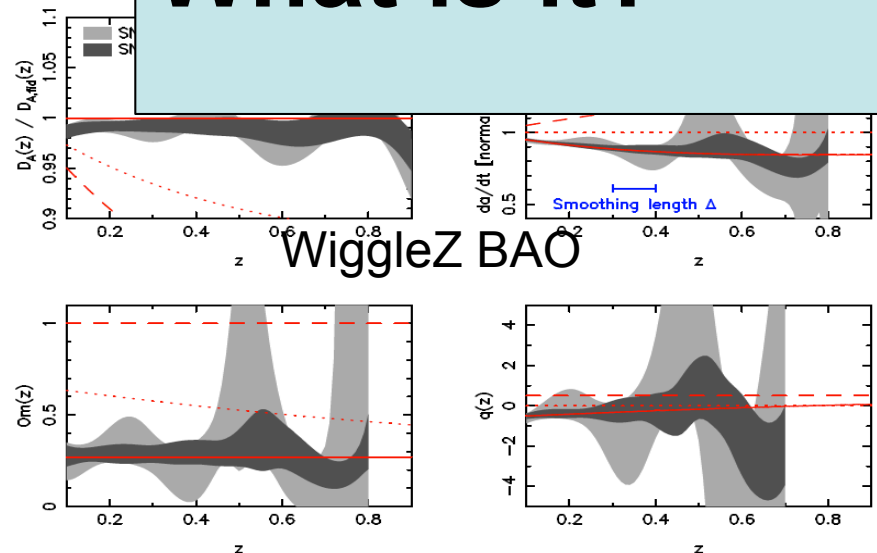 1.1
SN
SN
1.05
D_A(z) / D_A,fid(z)
1
0.95
0.9
0.2 0.4 0.6 0.8
z
1
0.5
da/dt [norma
Smoothing length Δ
0.2 0.4 0.6 0.8
z
WiggleZ BAO
1
0.5
0
Om(z)
0.2 0.4 0.6 0.8
z
4
2
0
−2
−4
q(z)
0.2 0.4 0.6 0.8
z